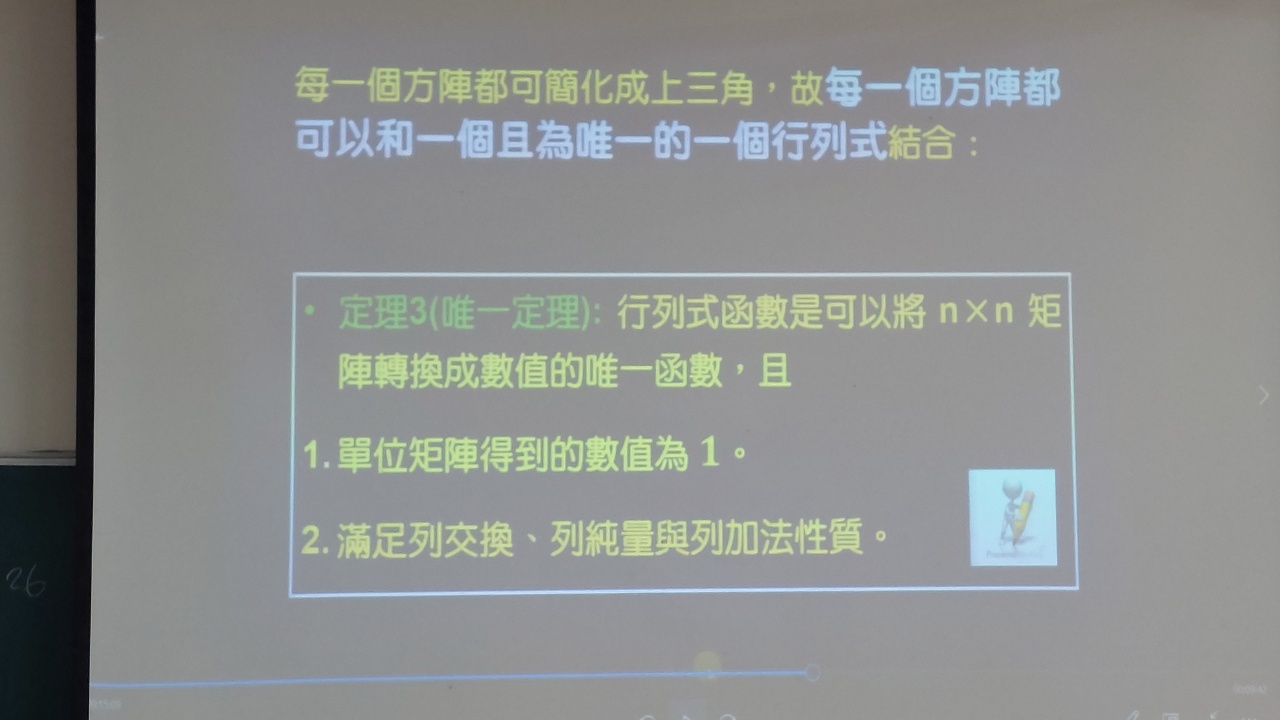 每一個方陣都可簡化成上三角，故每一個方陣都
可以和一個且為唯一的一個行列式結合：
• 定理3(唯一定理): 行列式函數是可以將 n×n 矩
陣轉換成數值的唯一函數，且
1. 單位矩陣得到的數值為 1。
2. 滿足列交換、列純量與列加法性質。
26